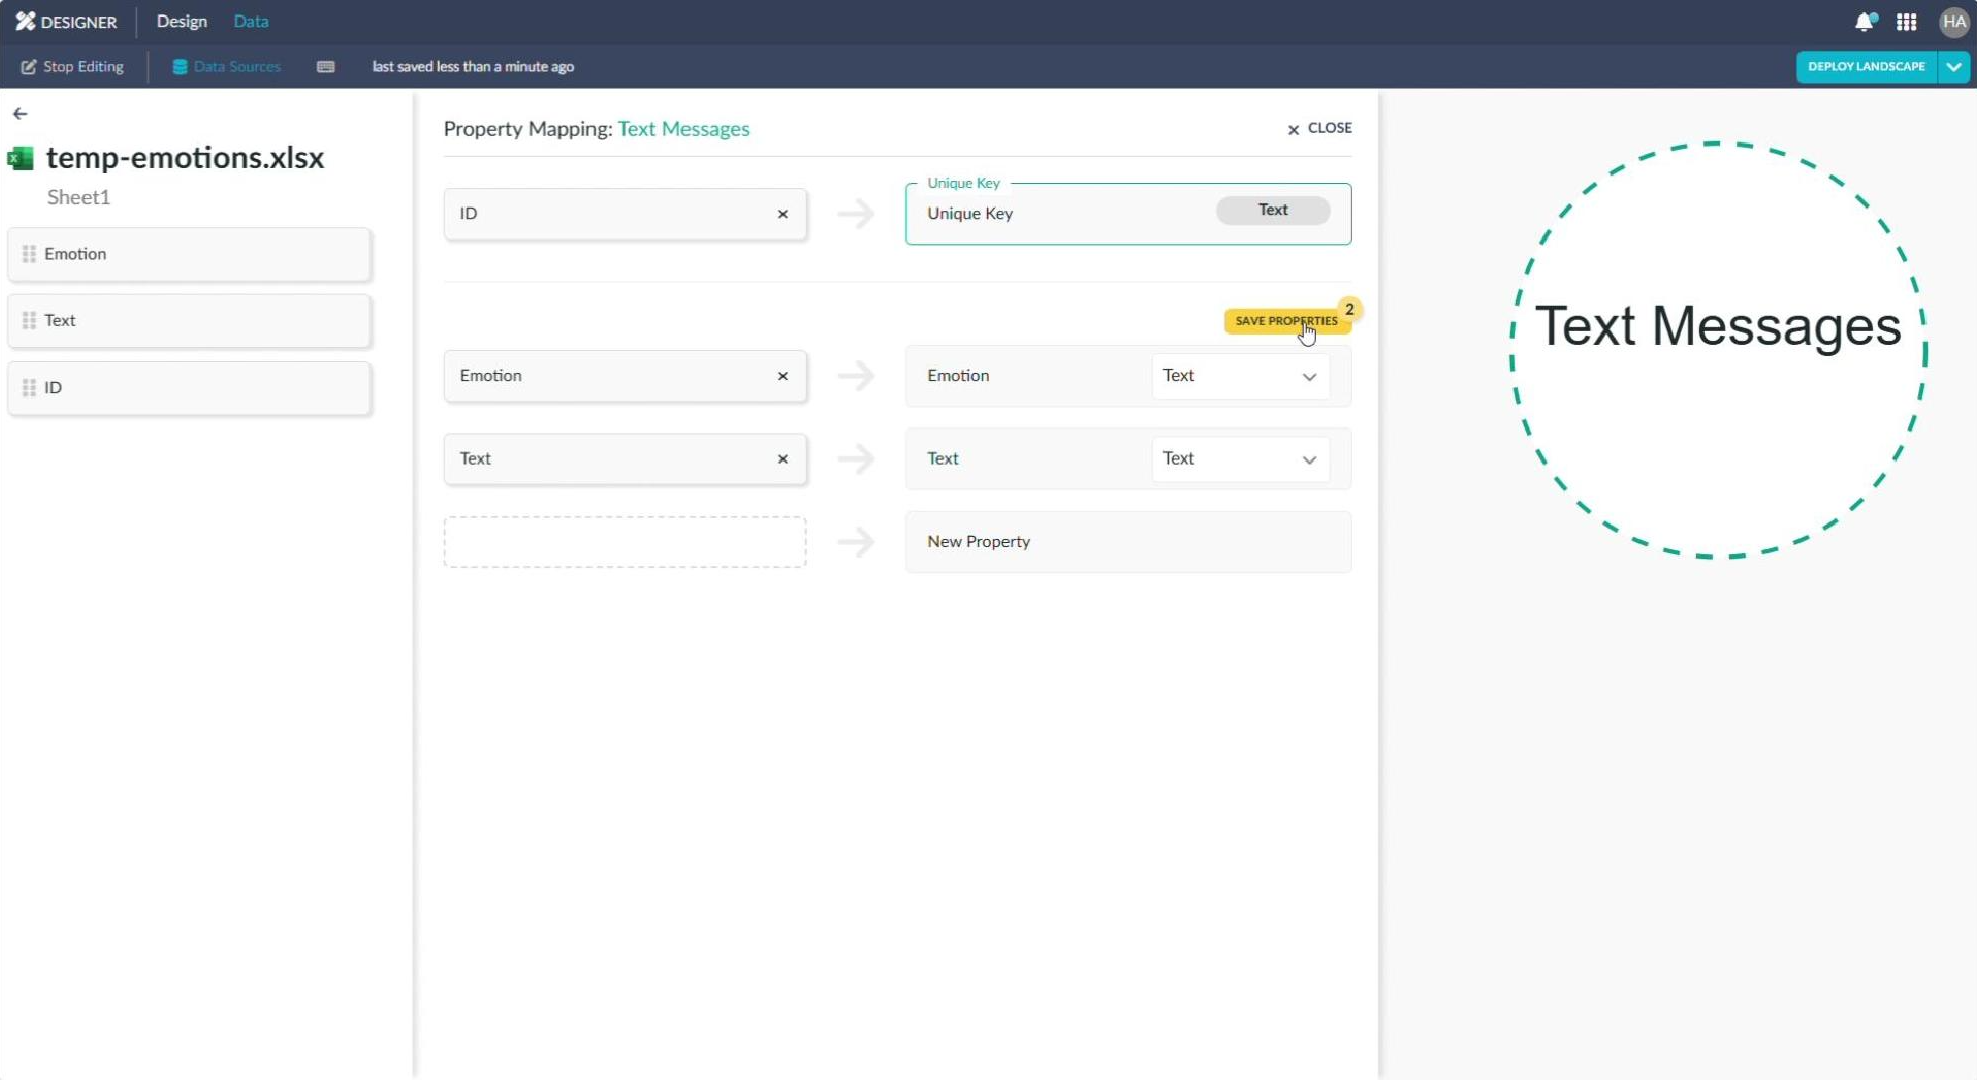 DESIGNER
Design
Data
HA
Stop Editing
Data Sources
last saved less than a minute ago
DEPLOY LANDSCAPE
temp-emotions.xlsx
Sheet1
Emotion
Text
ID
Property Mapping: Text Messages
CLOSE
ID
Unique Key
Unique Key
Text
SAVE PROPERTIES
2
Emotion
Emotion
Text
Text
Text
Text
New Property
Text Messages